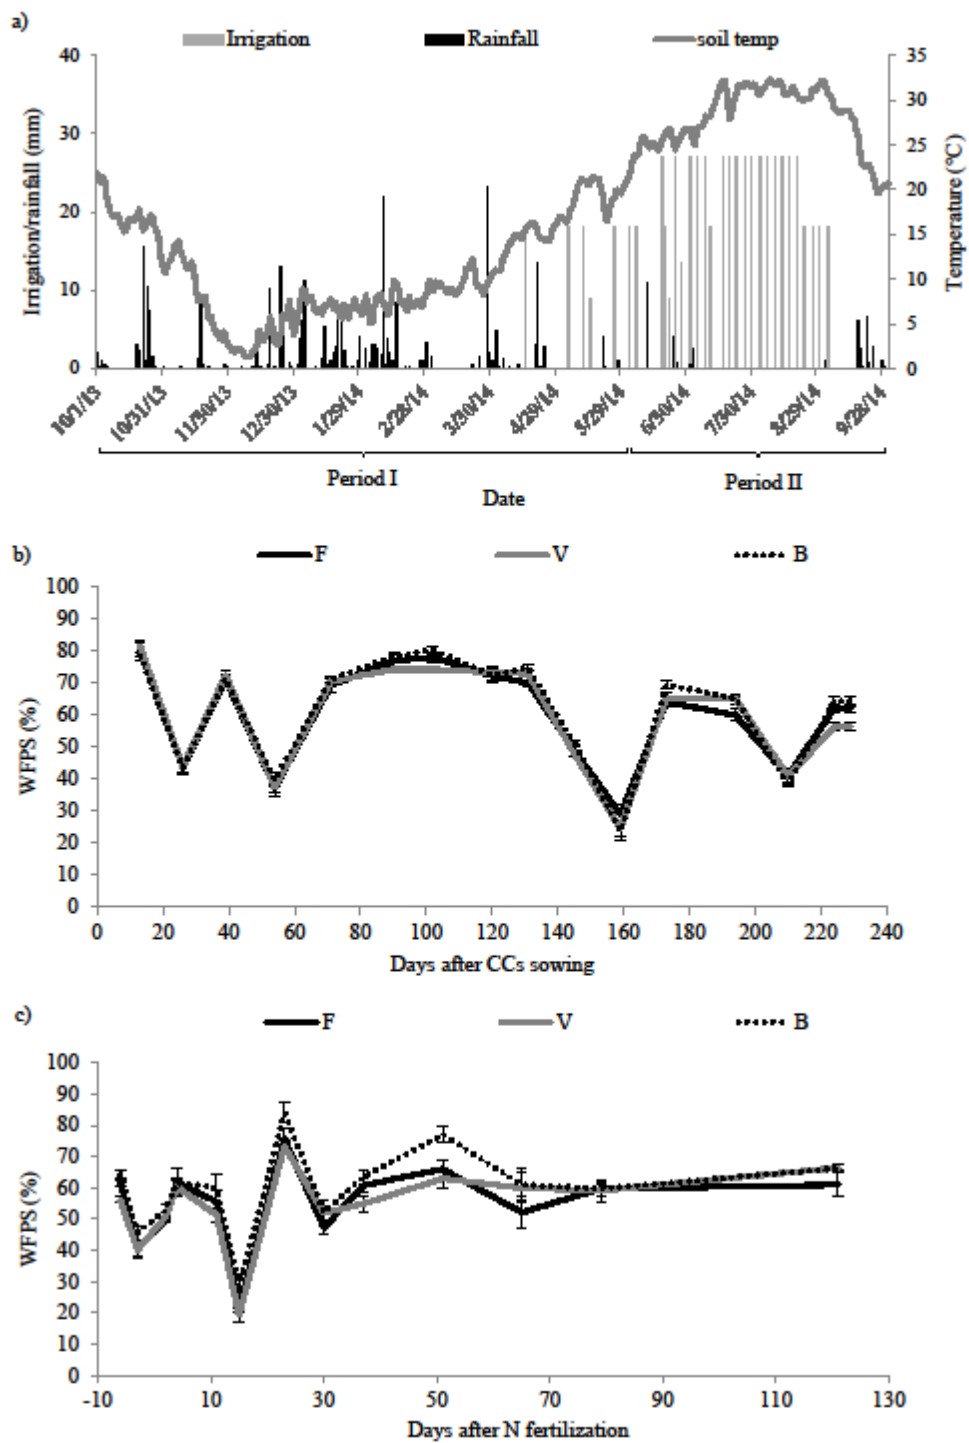 a)
Irrigation Rainfall soil temp
40 35
30 30
25
20 20
15
10 10
5
0 0
Irrigation/rainfall (mm)
Temperature (°C)
10/1/13 10/31/13 11/30/13 12/30/13 1/29/14 2/28/14 3/30/14 4/29/14 5/29/14 6/30/14 7/30/14 8/29/14 9/28/14
Period I Period II
Date
b)
F V B
100
90
80
70
60
50
40
30
20
10
0
WFPS (%)
0 20 40 60 80 100 120 140 160 180 200 220 240
Days after CCs sowing
c)
F V B
100
90
80
70
60
50
40
30
20
10
0
WFPS (%)
-10 10 30 50 70 90 110 130
Days after N fertilization